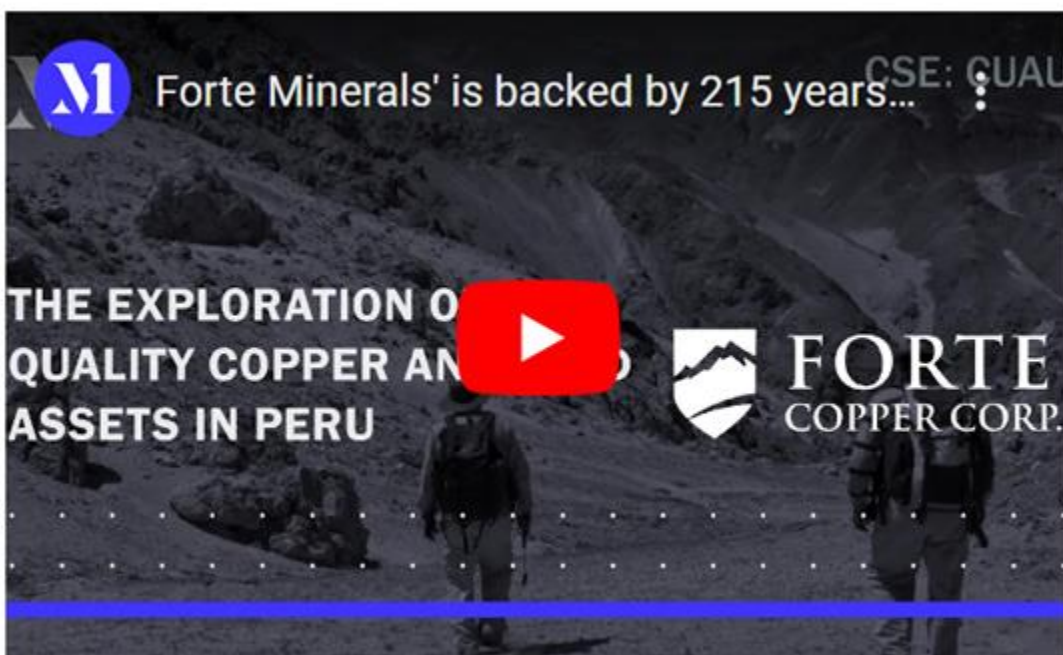 Forte Minerals' is backed by 215 years...
CSE: CUAU
THE EXPLORATION O
QUALITY COPPER AN D
ASSETS IN PERU
FORTE
COPPER CORP.